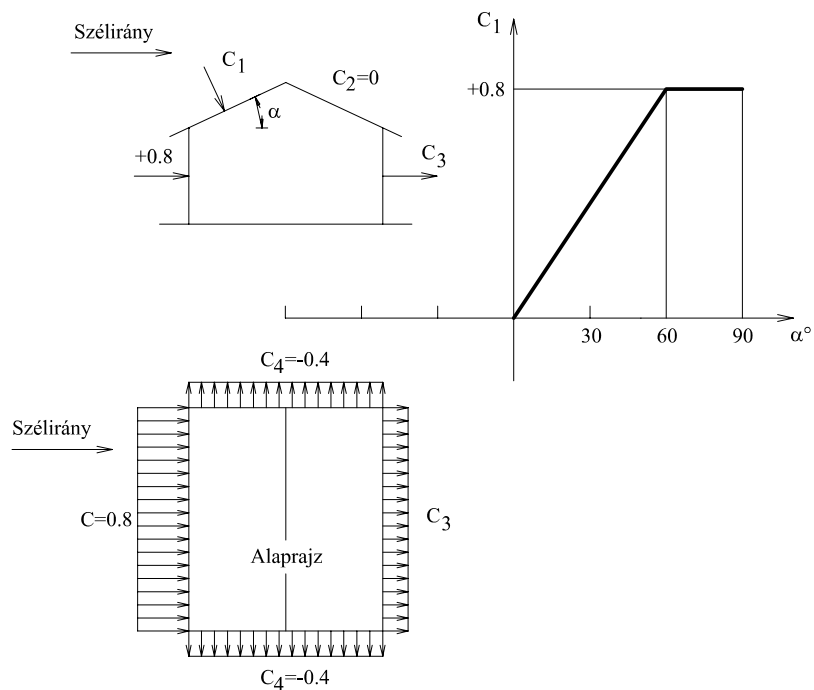 Szélirány
C1
C2=0
α
+0.8
C3
C1
+0.8
30
60
90
α°
C4=-0.4
Szélirány
C=0.8
C3
Alaprajz
C4=-0.4